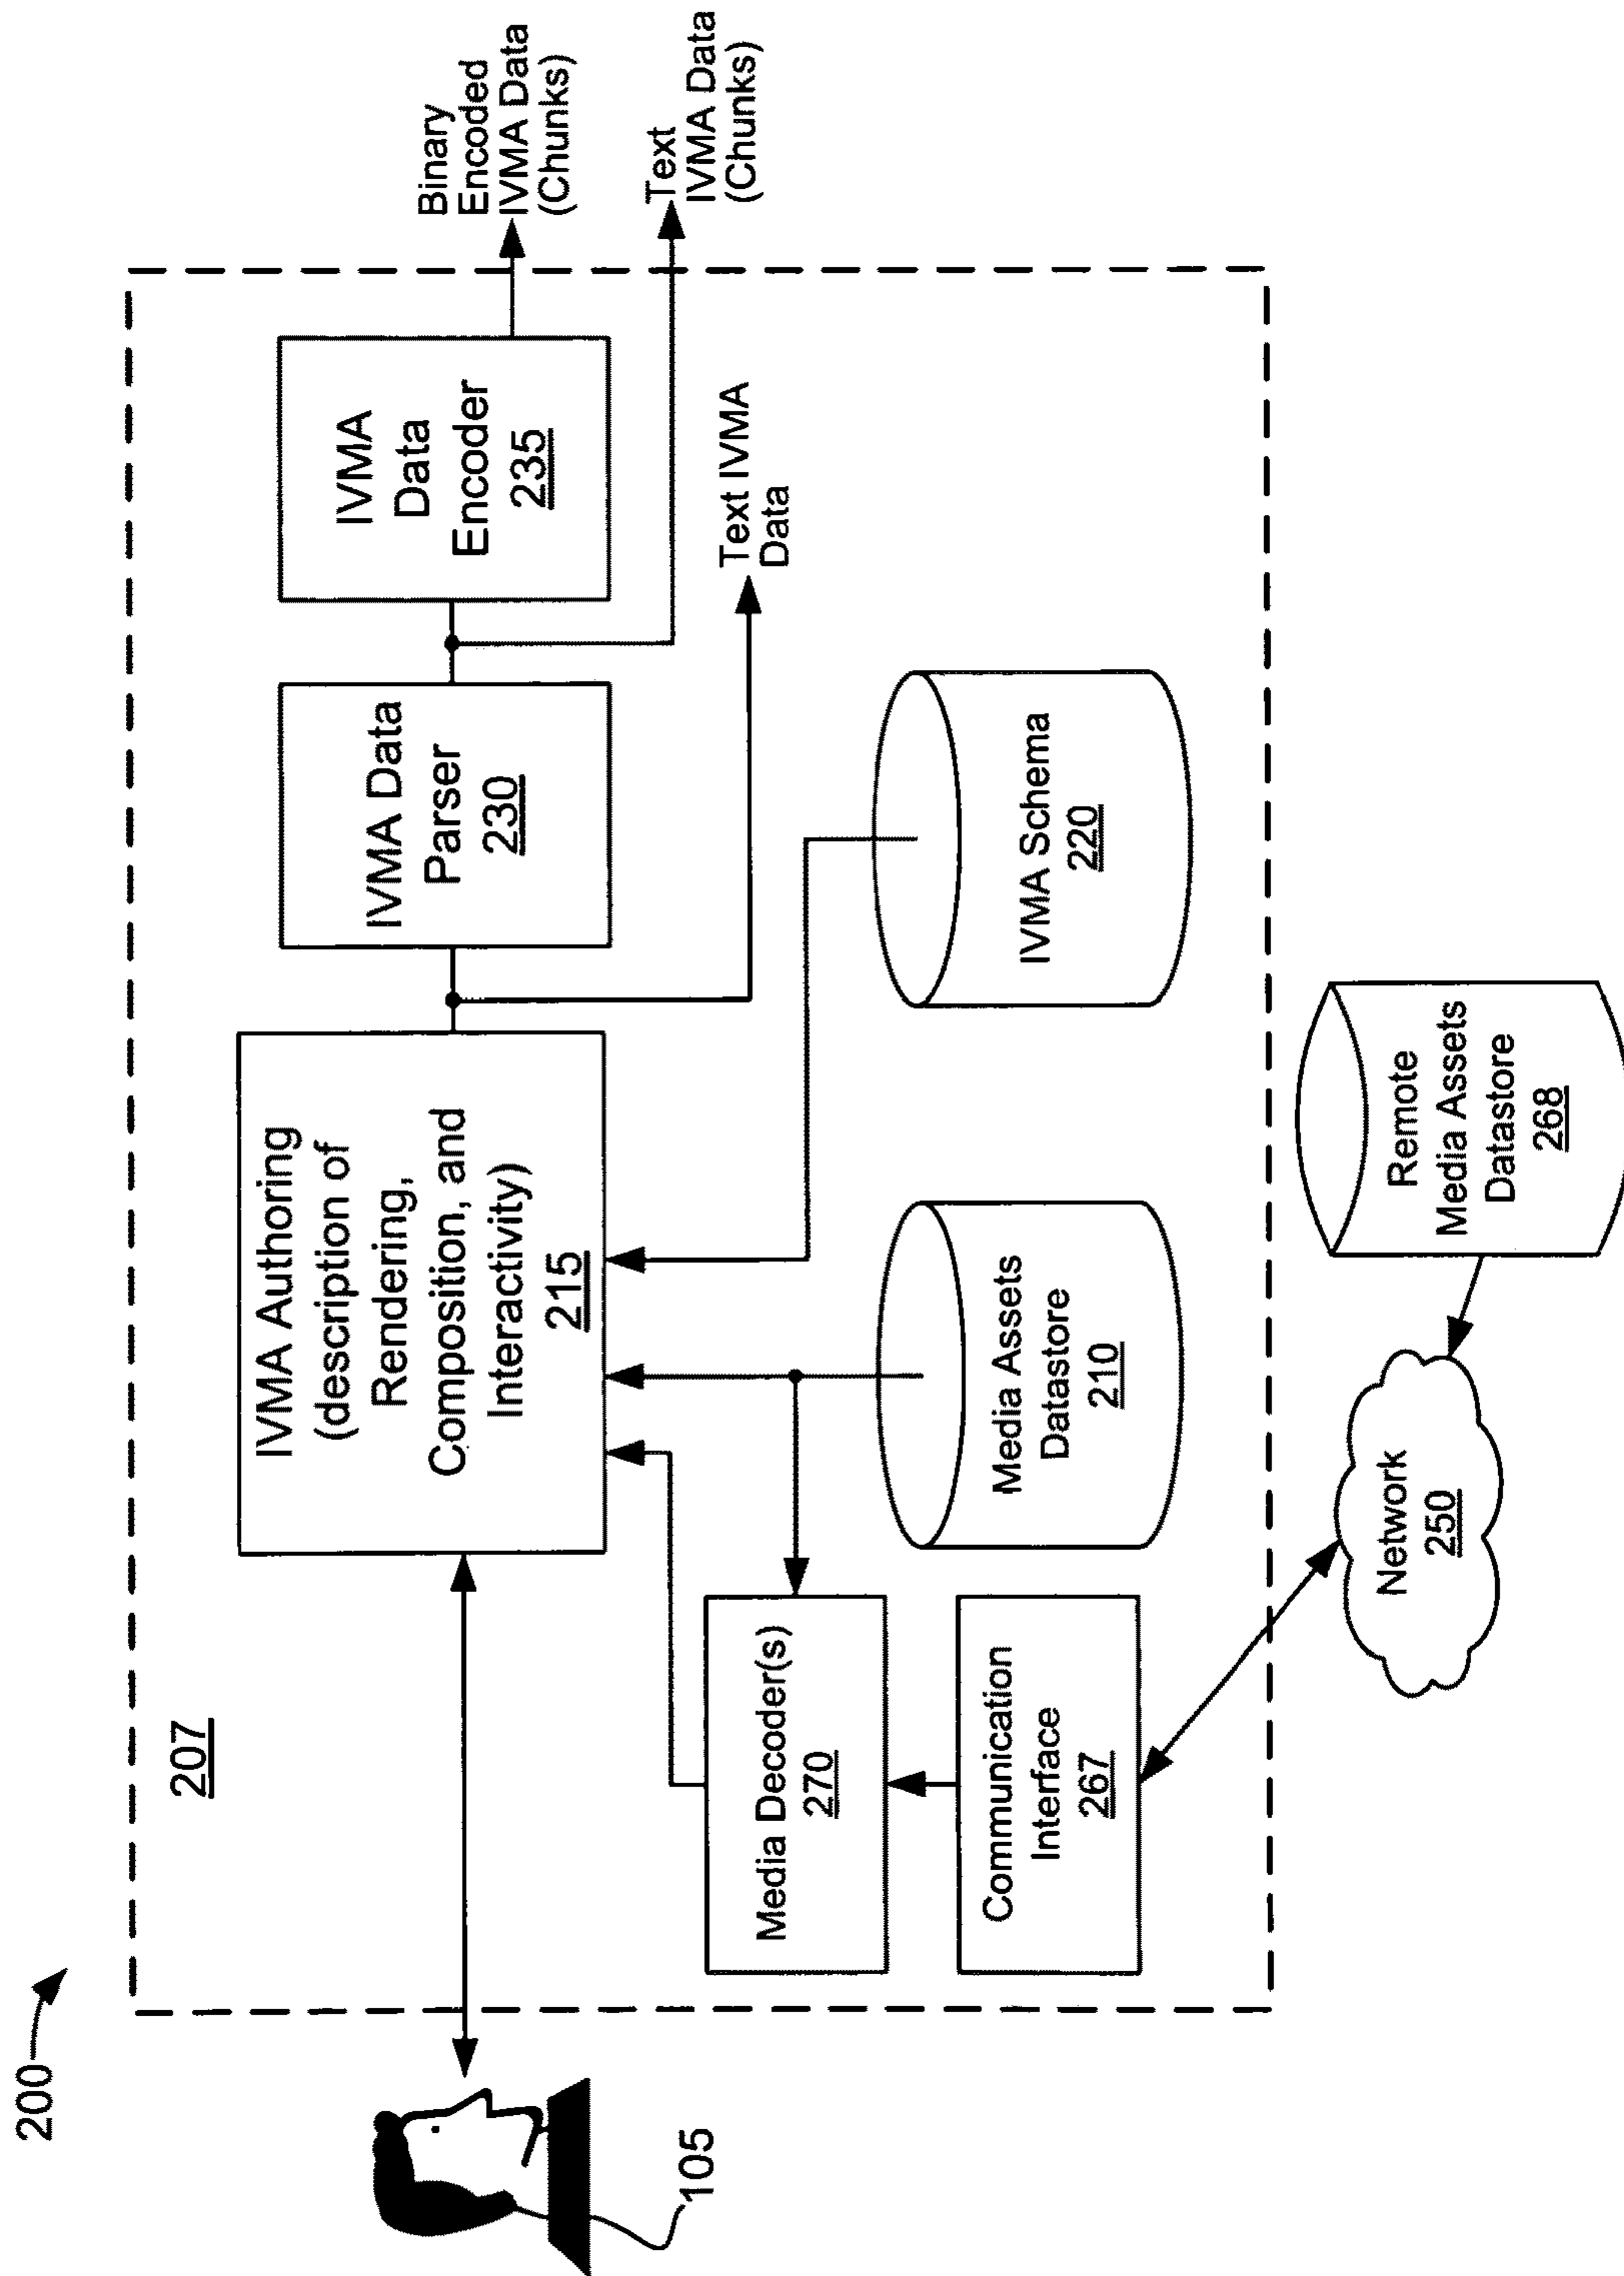 200
207
105
IVMA Authoring
(description of
Rendering,
Composition, and
Interactivity)
215
IVMA Data
Parser
230
IVMA
Data
Encoder
235
Binary
Encoded
IVMA Data
(Chunks)
Text
IVMA Data
(Chunks)
Text IVMA
Data
Media Decoder(s)
270
Communication
Interface
267
Media Assets
Datastore
210
IVMA Schema
220
Network
250
Remote
Media Assets
Datastore
268